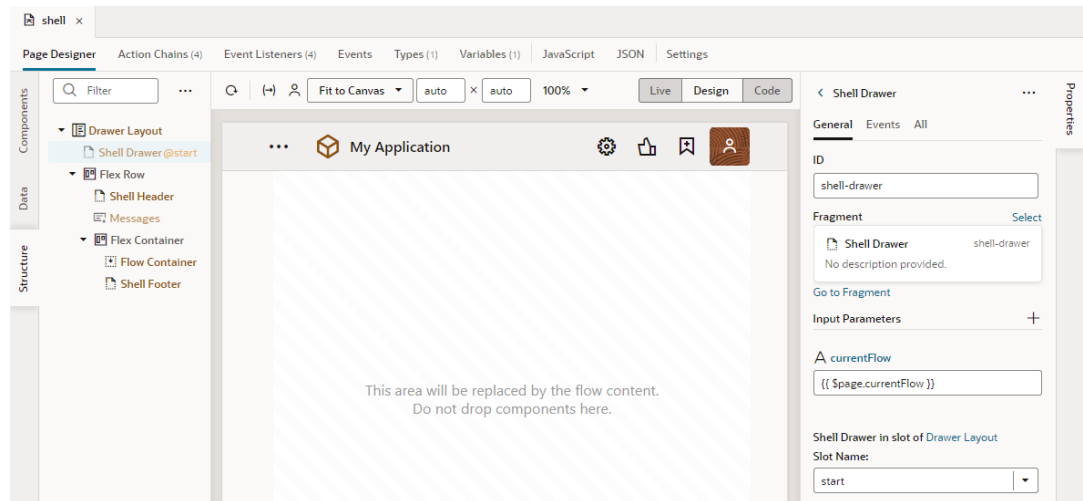 shell ×
Page Designer Action Chains (4) Event Listeners (4) Events Types (1) Variables (1) JavaScript JSON Settings
Components
Data
Structure
Filter ...
Drawer Layout
Shell Drawer @start
Flex Row
Shell Header
Messages
Flex Container
Flow Container
Shell Footer
Fit to Canvas auto × auto 100% Live Design Code
... My Application
This area will be replaced by the flow content.
Do not drop components here.
Shell Drawer ...
General Events All
ID
shell-drawer
Fragment Select
Shell Drawer shell-drawer
No description provided.
Go to Fragment
Input Parameters +
A currentFlow
{{ $page.currentFlow }}
Shell Drawer in slot of Drawer Layout
Slot Name:
start
Properties